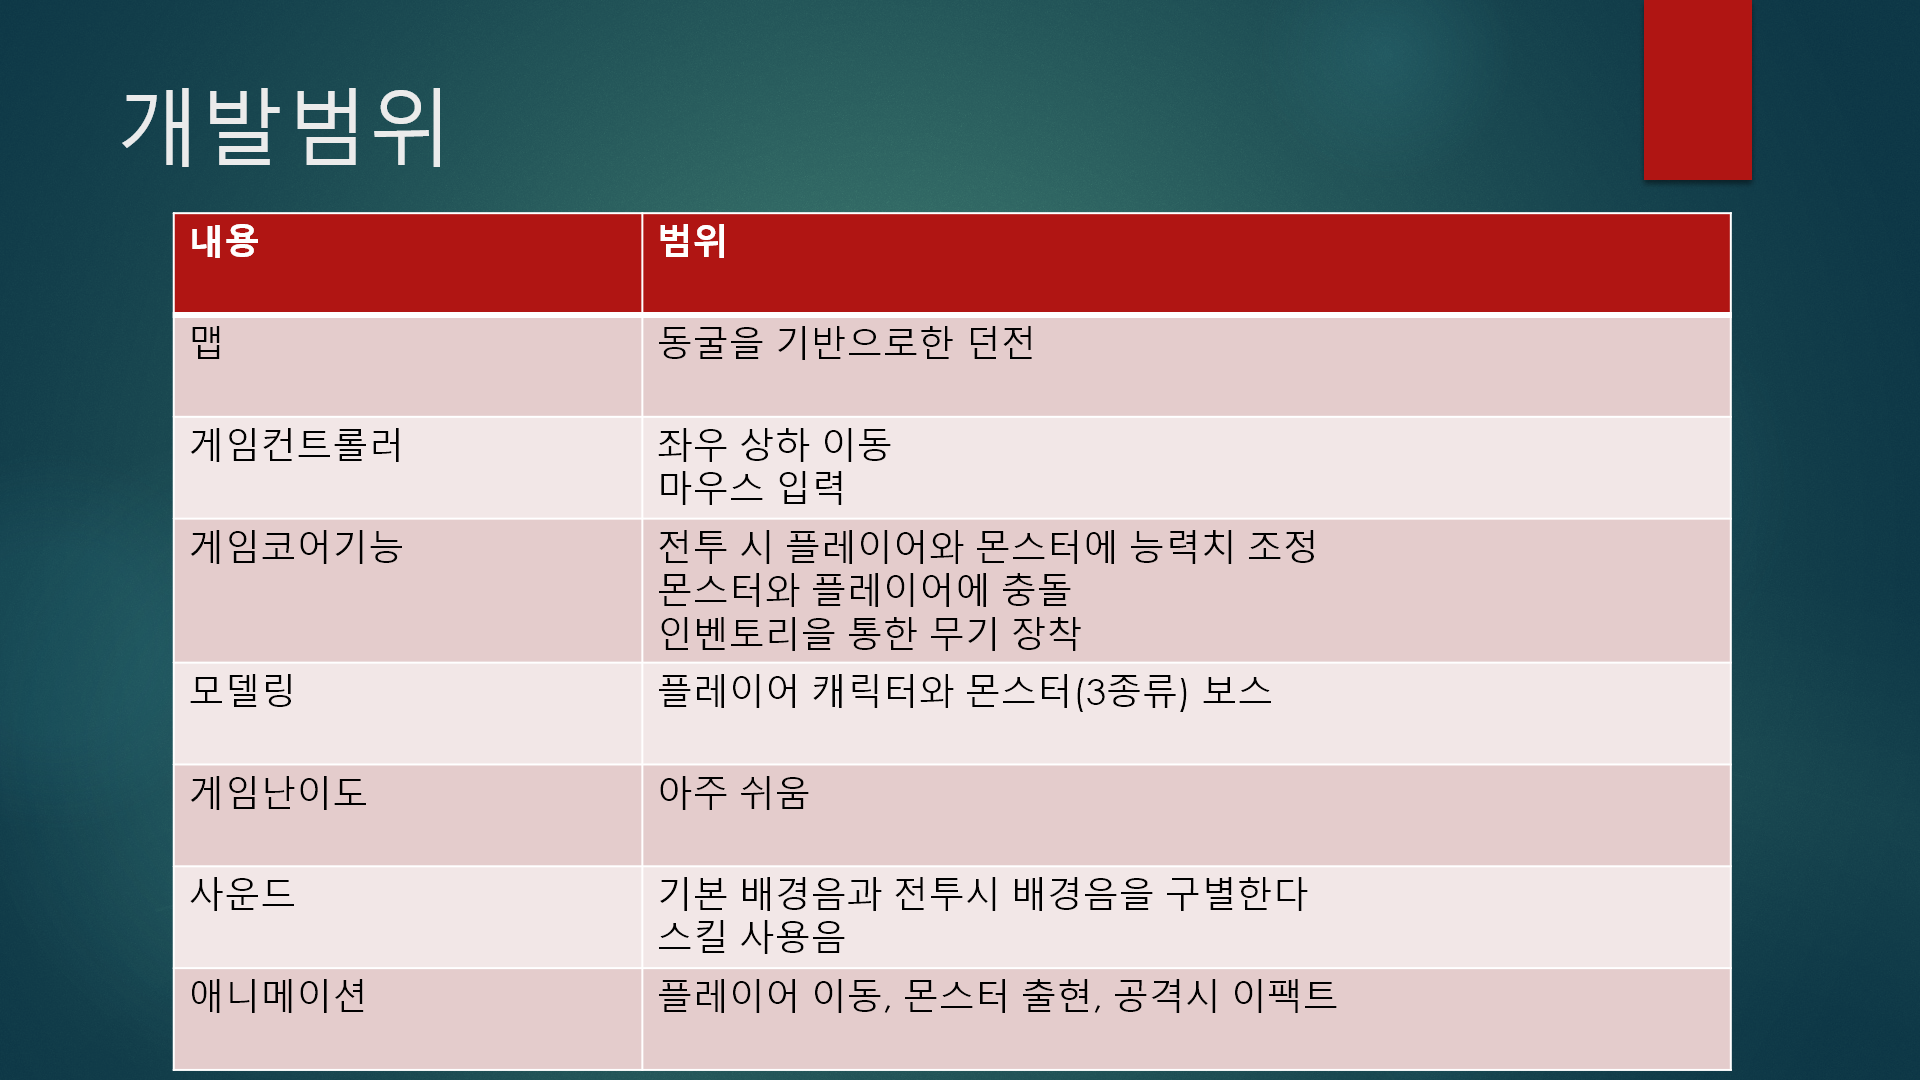 개발범위
내용
범위
맵
동굴을 기반으로한 던전
게임컨트롤러
좌우 상하 이동
마우스 입력
게임코어기능
전투 시 플레이어와 몬스터에 능력치 조정
몬스터와 플레이어에 충돌
인벤토리을 통한 무기 장착
모델링
플레이어 캐릭터와 몬스터(3종류) 보스
게임난이도
아주 쉬움
사운드
기본 배경음과 전투시 배경음을 구별한다
스킬 사용음
애니메이션
플레이어 이동, 몬스터 출현, 공격시 이팩트